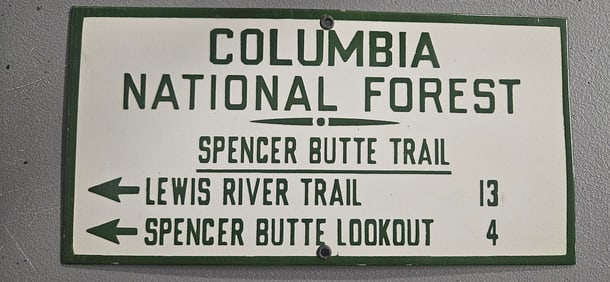 COLUMBIA
NATIONAL FOREST
SPENCER BUTTE TRAIL
LEWIS RIVER TRAIL 13
SPENCER BUTTE LOOKOUT 4